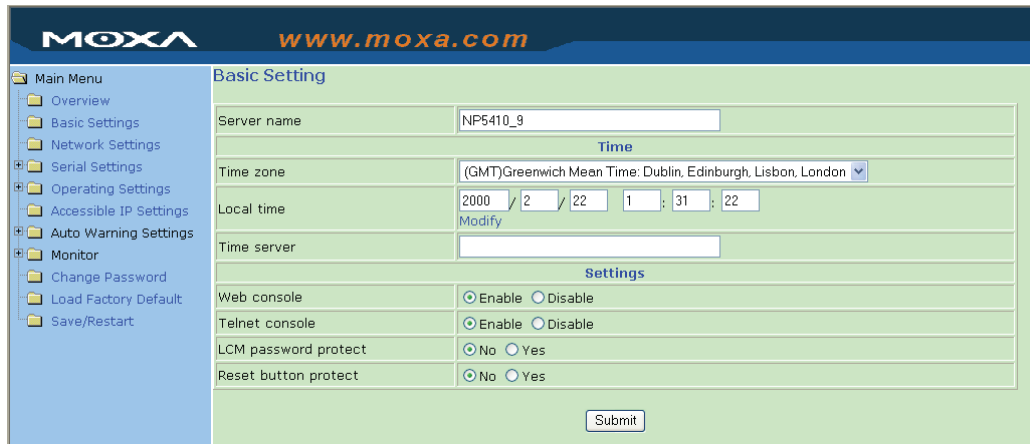 MOXA www.moxa.com
Main Menu
Overview
Basic Settings
Network Settings
Serial Settings
Operating Settings
Accessible IP Settings
Auto Warning Settings
Monitor
Change Password
Load Factory Default
Save/Restart
Basic Setting
Server name NP5410_9
Time
Time zone (GMT)Greenwich Mean Time: Dublin, Edinburgh, Lisbon, London
Local time 2000 / 2 / 22 1 : 31 : 22
Modify
Time server
Settings
Web console Enable Disable
Telnet console Enable Disable
LCM password protect No Yes
Reset button protect No Yes
Submit